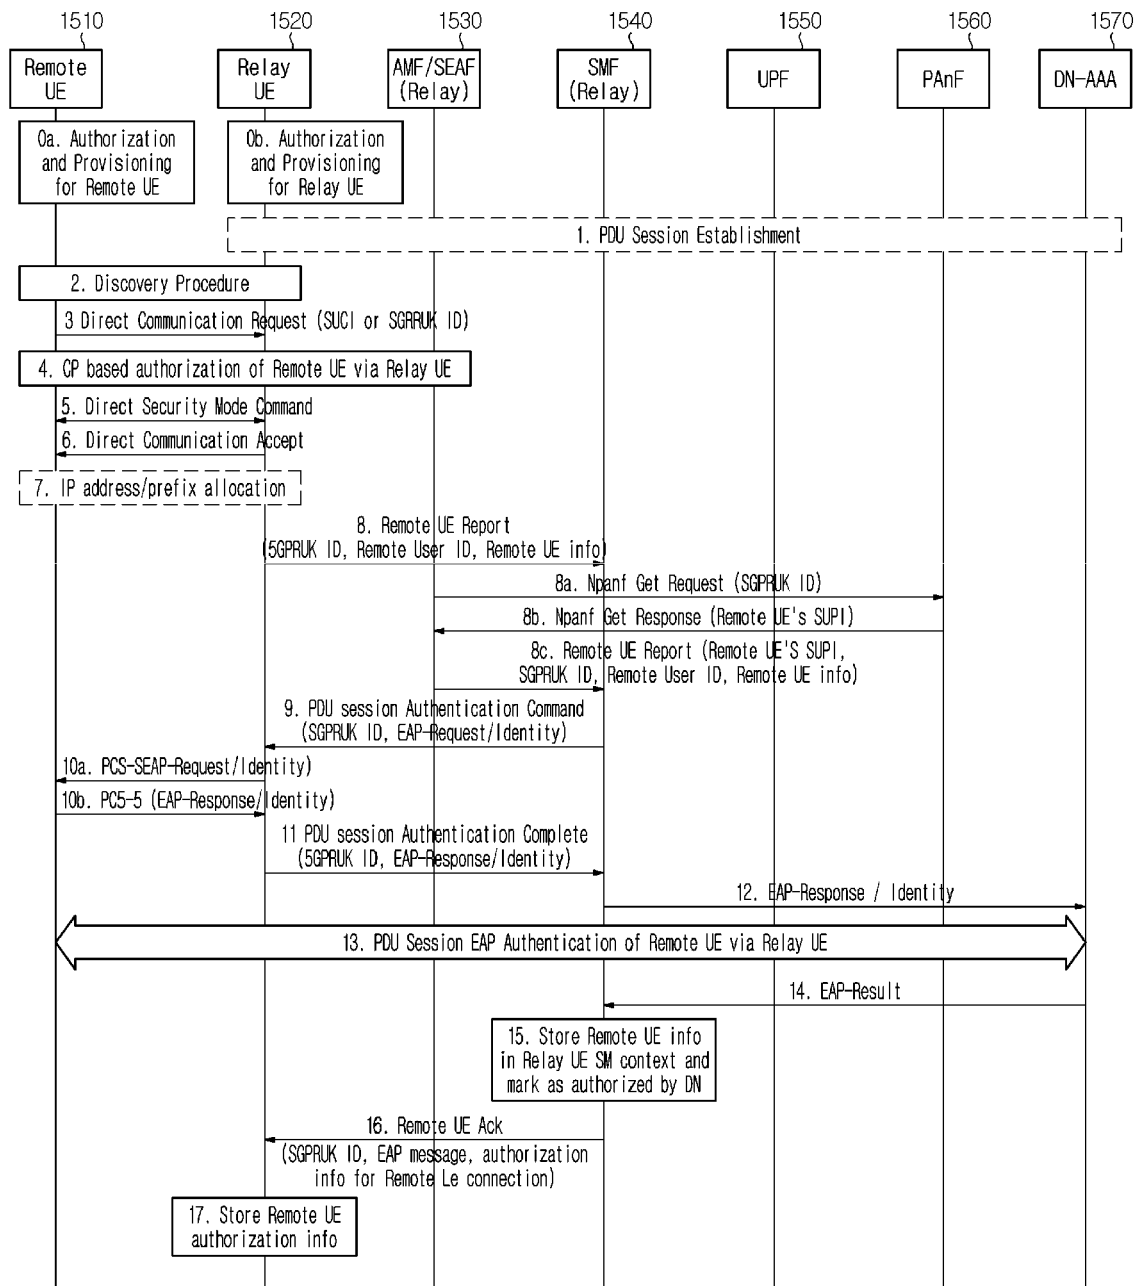 1510 1520 1530 1540 1550 1560 1570
Remote
UE
Relay
UE
AMF/SEAF
(Relay)
SMF
(Relay)
UPF
PAnF
DN-AAA
0a. Authorization
and Provisioning
for Remote UE
0b. Authorization
and Provisioning
for Relay UE
1. PDU Session Establishment
2. Discovery Procedure
3 Direct Communication Request (SUCI or SGRRUK ID)
4. CP based authorization of Remote UE via Relay UE
5. Direct Security Mode Command
6. Direct Communication Accept
7. IP address/prefix allocation
8. Remote UE Report
(5GPRUK ID, Remote User ID, Remote UE info)
8a. Npanf Get Request (SGPRUK ID)
8b. Npanf Get Response (Remote UE's SUPI)
8c. Remote UE Report (Remote UE'S SUPI,
SGPRUK ID, Remote User ID, Remote UE info)
9. PDU session Authentication Command
(SGPRUK ID, EAP-Request/Identity)
10a. PCS-SEAP-Request/Identity)
10b. PC5-5 (EAP-Response/Identity)
11 PDU session Authentication Complete
(5GPRUK ID, EAP-Response/Identity)
12. EAP-Response / Identity
13. PDU Session EAP Authentication of Remote UE via Relay UE
14. EAP-Result
15. Store Remote UE info
in Relay UE SM context and
mark as authorized by DN
16. Remote UE Ack
(SGPRUK ID, EAP message, authorization
info for Remote Le connection)
17. Store Remote UE
authorization info